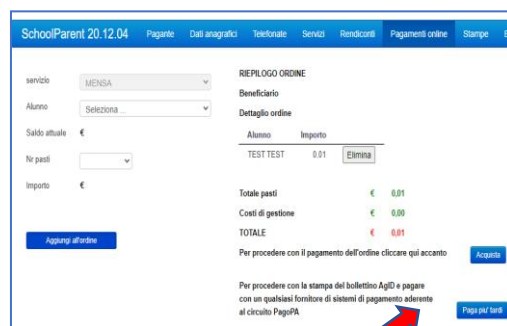 SchoolParent 20.12.04 Pagante Dati anagrafici Telefonate Servizi Rendiconti Pagamenti online Stampe
servizio MENSA
Alunno Seleziona ...
Saldo attuale €
Nr pasti
Importo €
Aggiungi all'ordine
RIEPILOGO ORDINE
Beneficiario
Dettaglio ordine
Alunno Importo
TEST TEST 0,01 Elimina
Totale pasti € 0,01
Costi di gestione € 0,00
TOTALE € 0,01
Per procedere con il pagamento dell'ordine cliccare qui accanto Acquista
Per procedere con la stampa del bollettino AgID e pagare
con un qualsiasi fornitore di sistemi di pagamento aderente
al circuito PagoPA Paga piu' tardi